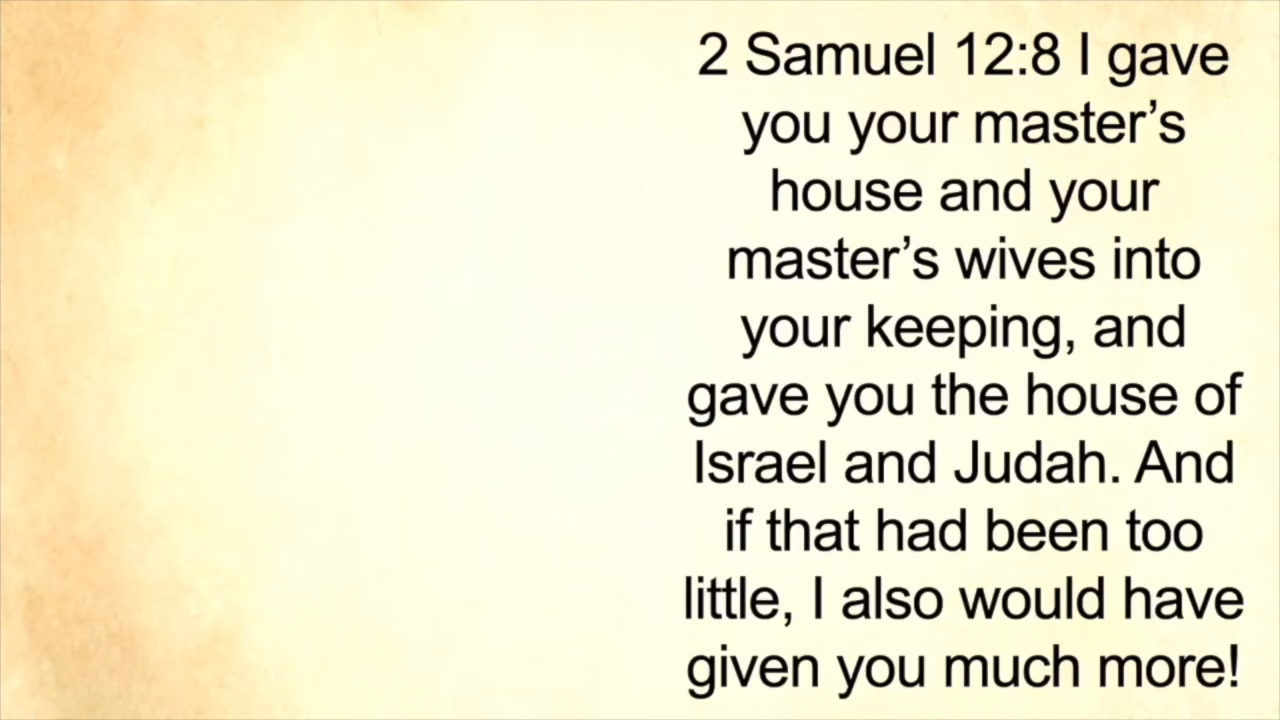 2 Samuel 12:8 I gave
you your master’s
house and your
master’s wives into
your keeping, and
gave you the house of
Israel and Judah. And
if that had been too
little, I also would have
given you much more!